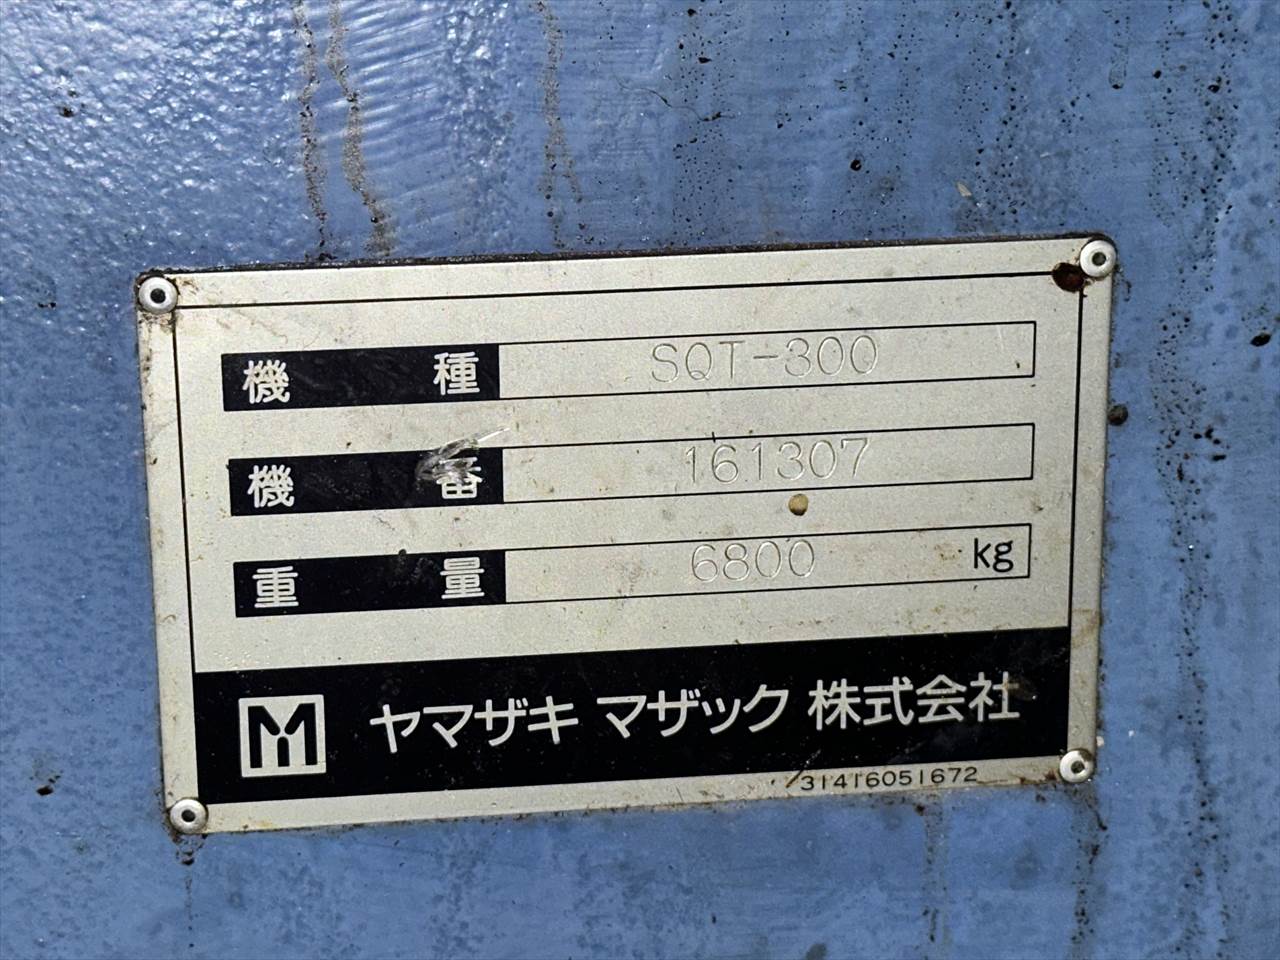 機種 SQT-300
機番 161307
重量 6800 kg
M ヤマザキ マザック 株式会社
31416051672